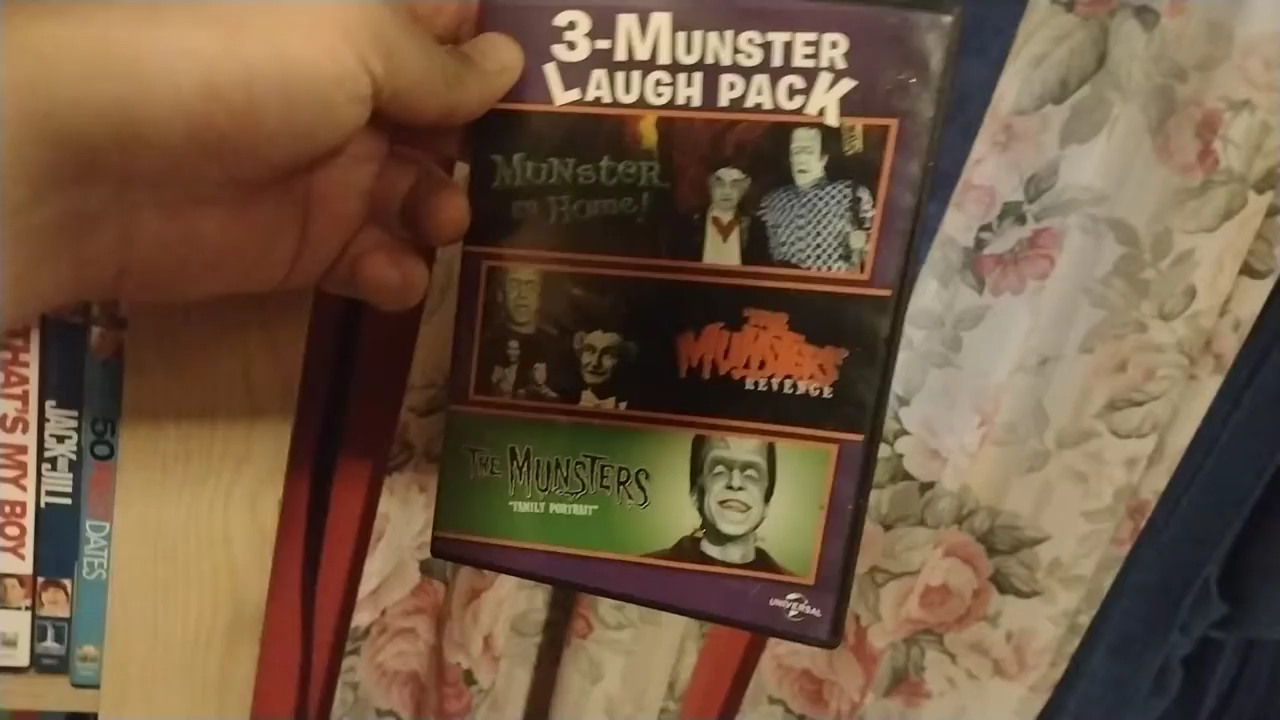 3-MUNSTER
LAUGH PACK
MUNSTER
Go Home!
THE
MUNSTERS'
REVENGE
THE MUNSTERS
"FAMILY PORTRAIT"
UNIVERSAL
THAT'S MY BOY
JACK and JILL
50
DATES